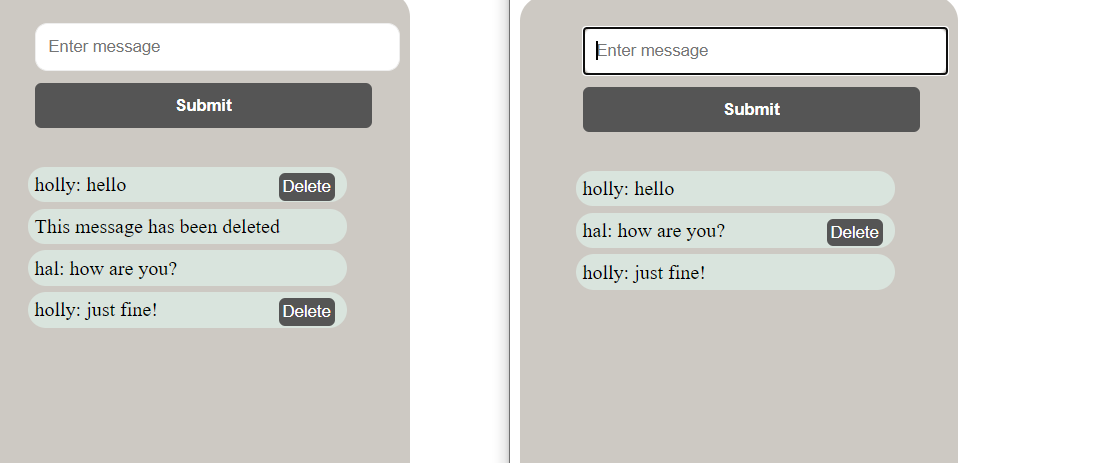 Enter message
Submit
holly: hello Delete
This message has been deleted
hal: how are you?
holly: just fine! Delete
Enter message
Submit
holly: hello
hal: how are you? Delete
holly: just fine!